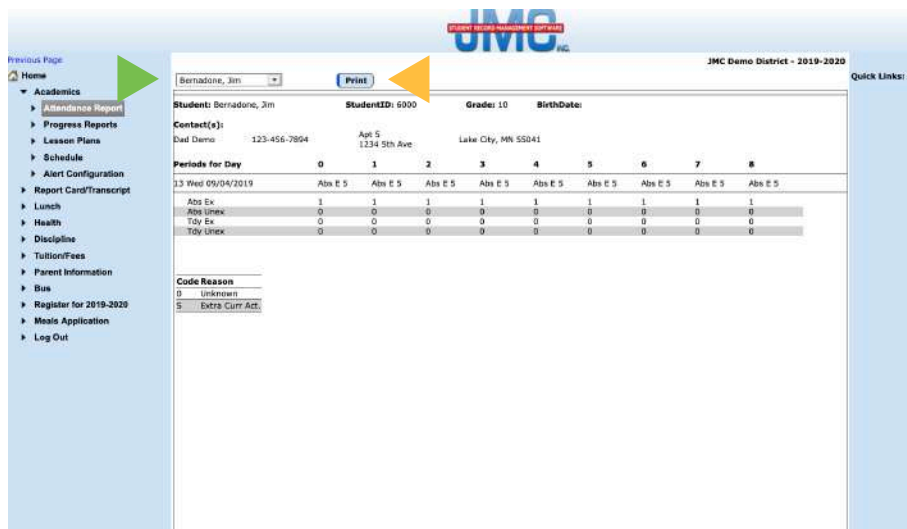 STUDENT RECORD MANAGEMENT SOFTWARE
JMC INC.
Previous Page
JMC Demo District - 2019-2020
Home
Quick Links:
Academics
Attendance Report
Progress Reports
Lesson Plans
Schedule
Alert Configuration
Report Card/Transcript
Lunch
Health
Discipline
Tuition/Fees
Parent Information
Bus
Register for 2019-2020
Meals Application
Log Out
Bernadone, Jim Print
Student: Bernadone, Jim StudentID: 6000 Grade: 10 BirthDate:
Contact(s):
Dad Demo 123-456-7894 Apt 5 Lake City, MN 55041
1234 5th Ave
Periods for Day 0 1 2 3 4 5 6 7 8
13 Wed 09/04/2019 Abs E 5 Abs E 5 Abs E 5 Abs E 5 Abs E 5 Abs E 5 Abs E 5 Abs E 5 Abs E 5
Abs Ex 1 1 1 1 1 1 1 1 1
Abs Unex 0 0 0 0 0 0 0 0 0
Tdy Ex 0 0 0 0 0 0 0 0 0
Tdy Unex 0 0 0 0 0 0 0 0 0
Code Reason
0 Unknown
5 Extra Curr Act.